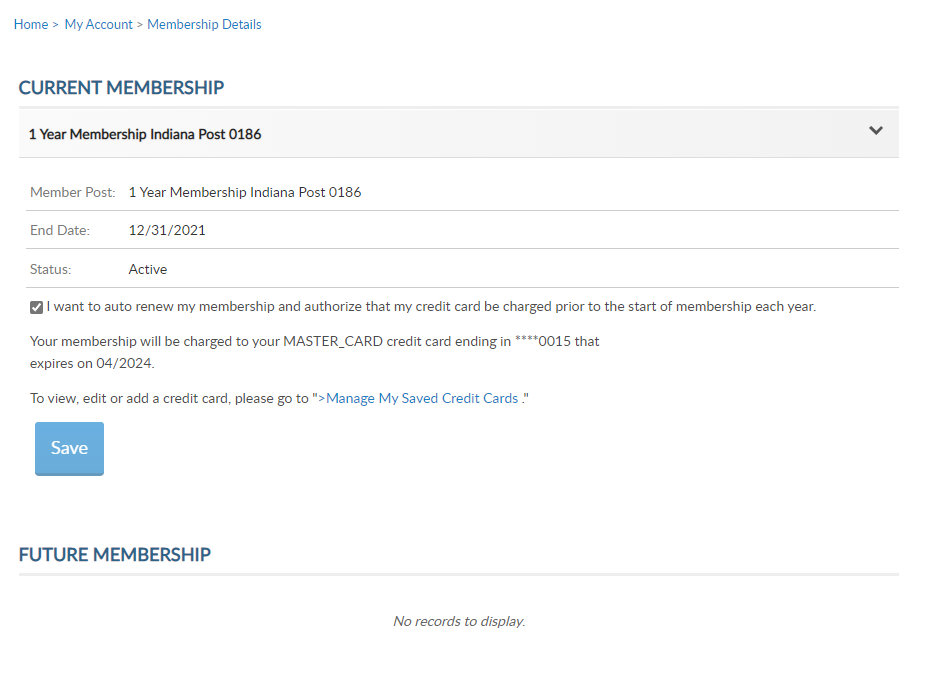 Home > My Account > Membership Details
CURRENT MEMBERSHIP
1 Year Membership Indiana Post 0186
Member Post: 1 Year Membership Indiana Post 0186
End Date: 12/31/2021
Status: Active
I want to auto renew my membership and authorize that my credit card be charged prior to the start of membership each year.
Your membership will be charged to your MASTER_CARD credit card ending in ****0015 that
expires on 04/2024.
To view, edit or add a credit card, please go to ">Manage My Saved Credit Cards ."
Save
FUTURE MEMBERSHIP
No records to display.